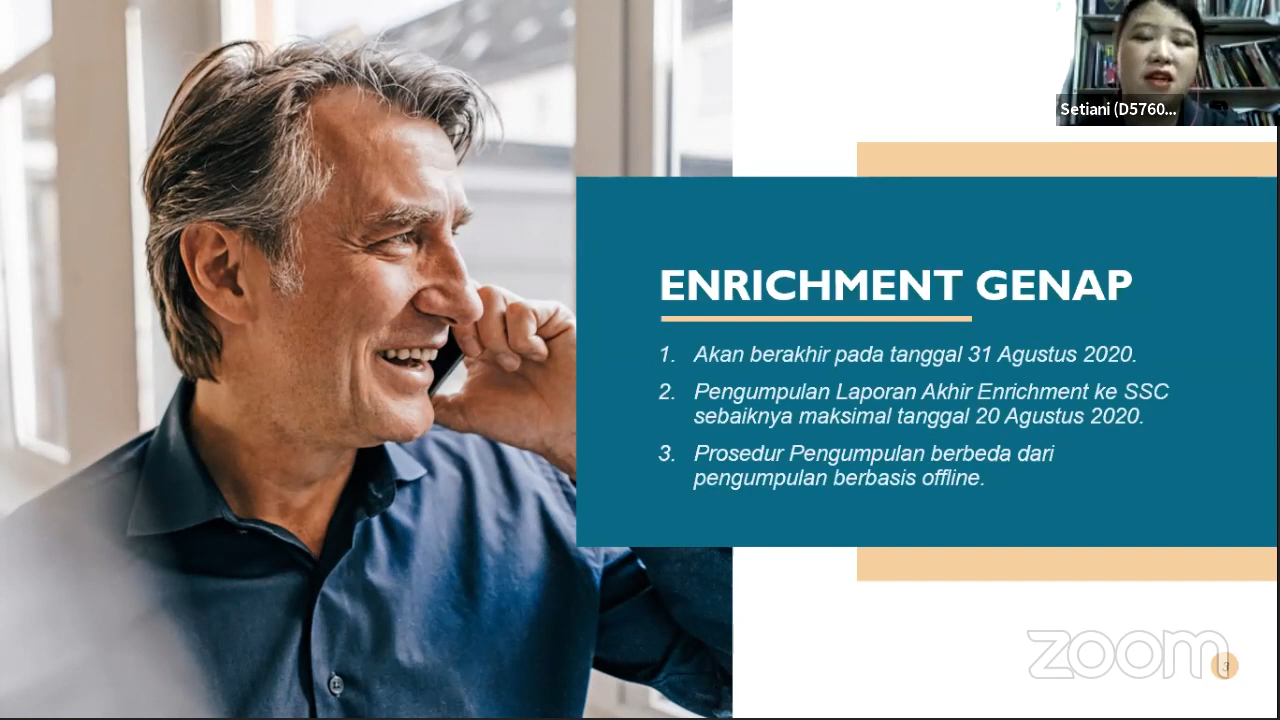 Setiani (D5760...
ENRICHMENT GENAP
1. Akan berakhir pada tanggal 31 Agustus 2020.
2. Pengumpulan Laporan Akhir Enrichment ke SSC
sebaiknya maksimal tanggal 20 Agustus 2020.
3. Prosedur Pengumpulan berbeda dari
pengumpulan berbasis offline.
zoom
3